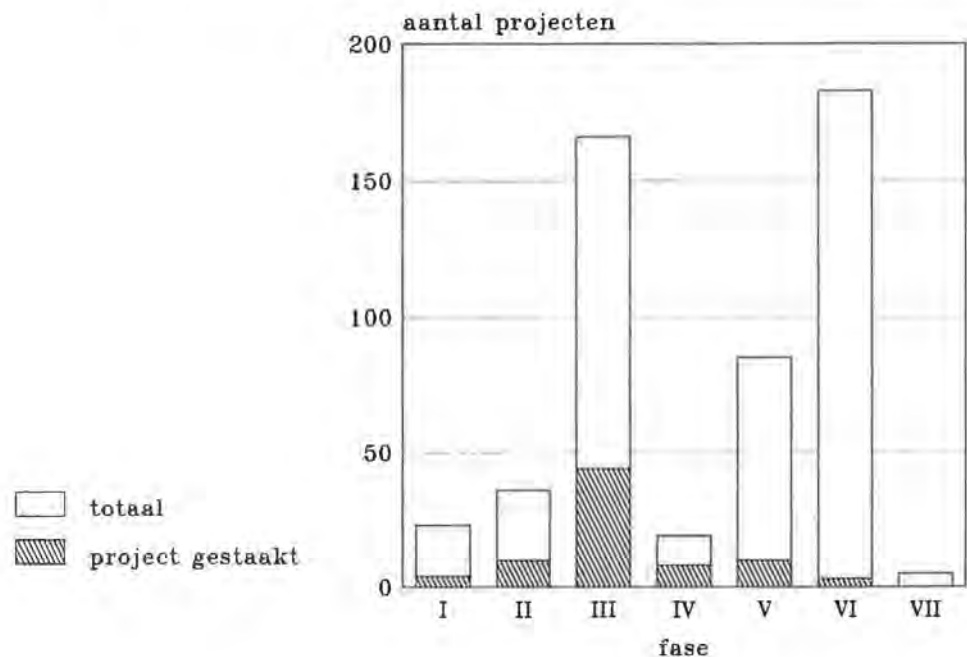 aantal projecten
200
150
100
50
0
I II III IV V VI VII
fase
totaal
project gestaakt